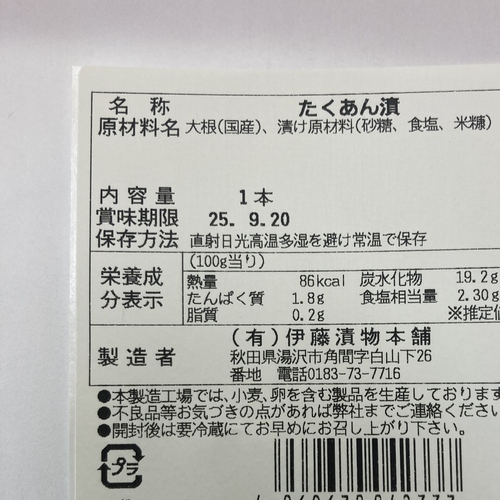 名 称 たくあん漬
原材料名 大根(国産)、漬け原材料(砂糖、食塩、米糠)
内容量 1本
賞味期限 25. 9.20
保存方法 直射日光高温多湿を避け常温で保存
栄養成分表示 (100g当り)
熱量 86kcal 炭水化物 19.2g
たんぱく質 1.8g 食塩相当量 2.30g
脂質 0.2g ※推定値
製造者 (有)伊藤漬物本舗
秋田県湯沢市角間字白山下26
番地 電話0183-73-7716
●本製造工場では、小麦、卵を含む製品を生産しております
●不良品等お気づきの点があれば弊社までご連絡ください
●開封後は要冷蔵にてお早めにお召し上がり下さい。
プラ